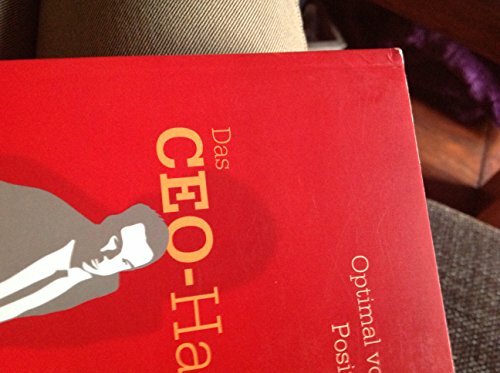 Optimal vo
Posi
Das
CEO-Ha